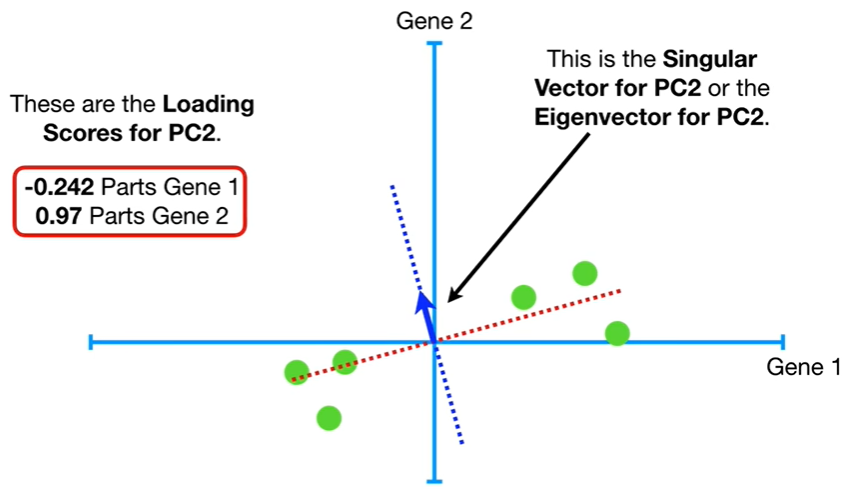 Gene 2
This is the Singular
Vector for PC2 or the
Eigenvector for PC2.
These are the Loading
Scores for PC2.
-0.242 Parts Gene 1
0.97 Parts Gene 2
Gene 1